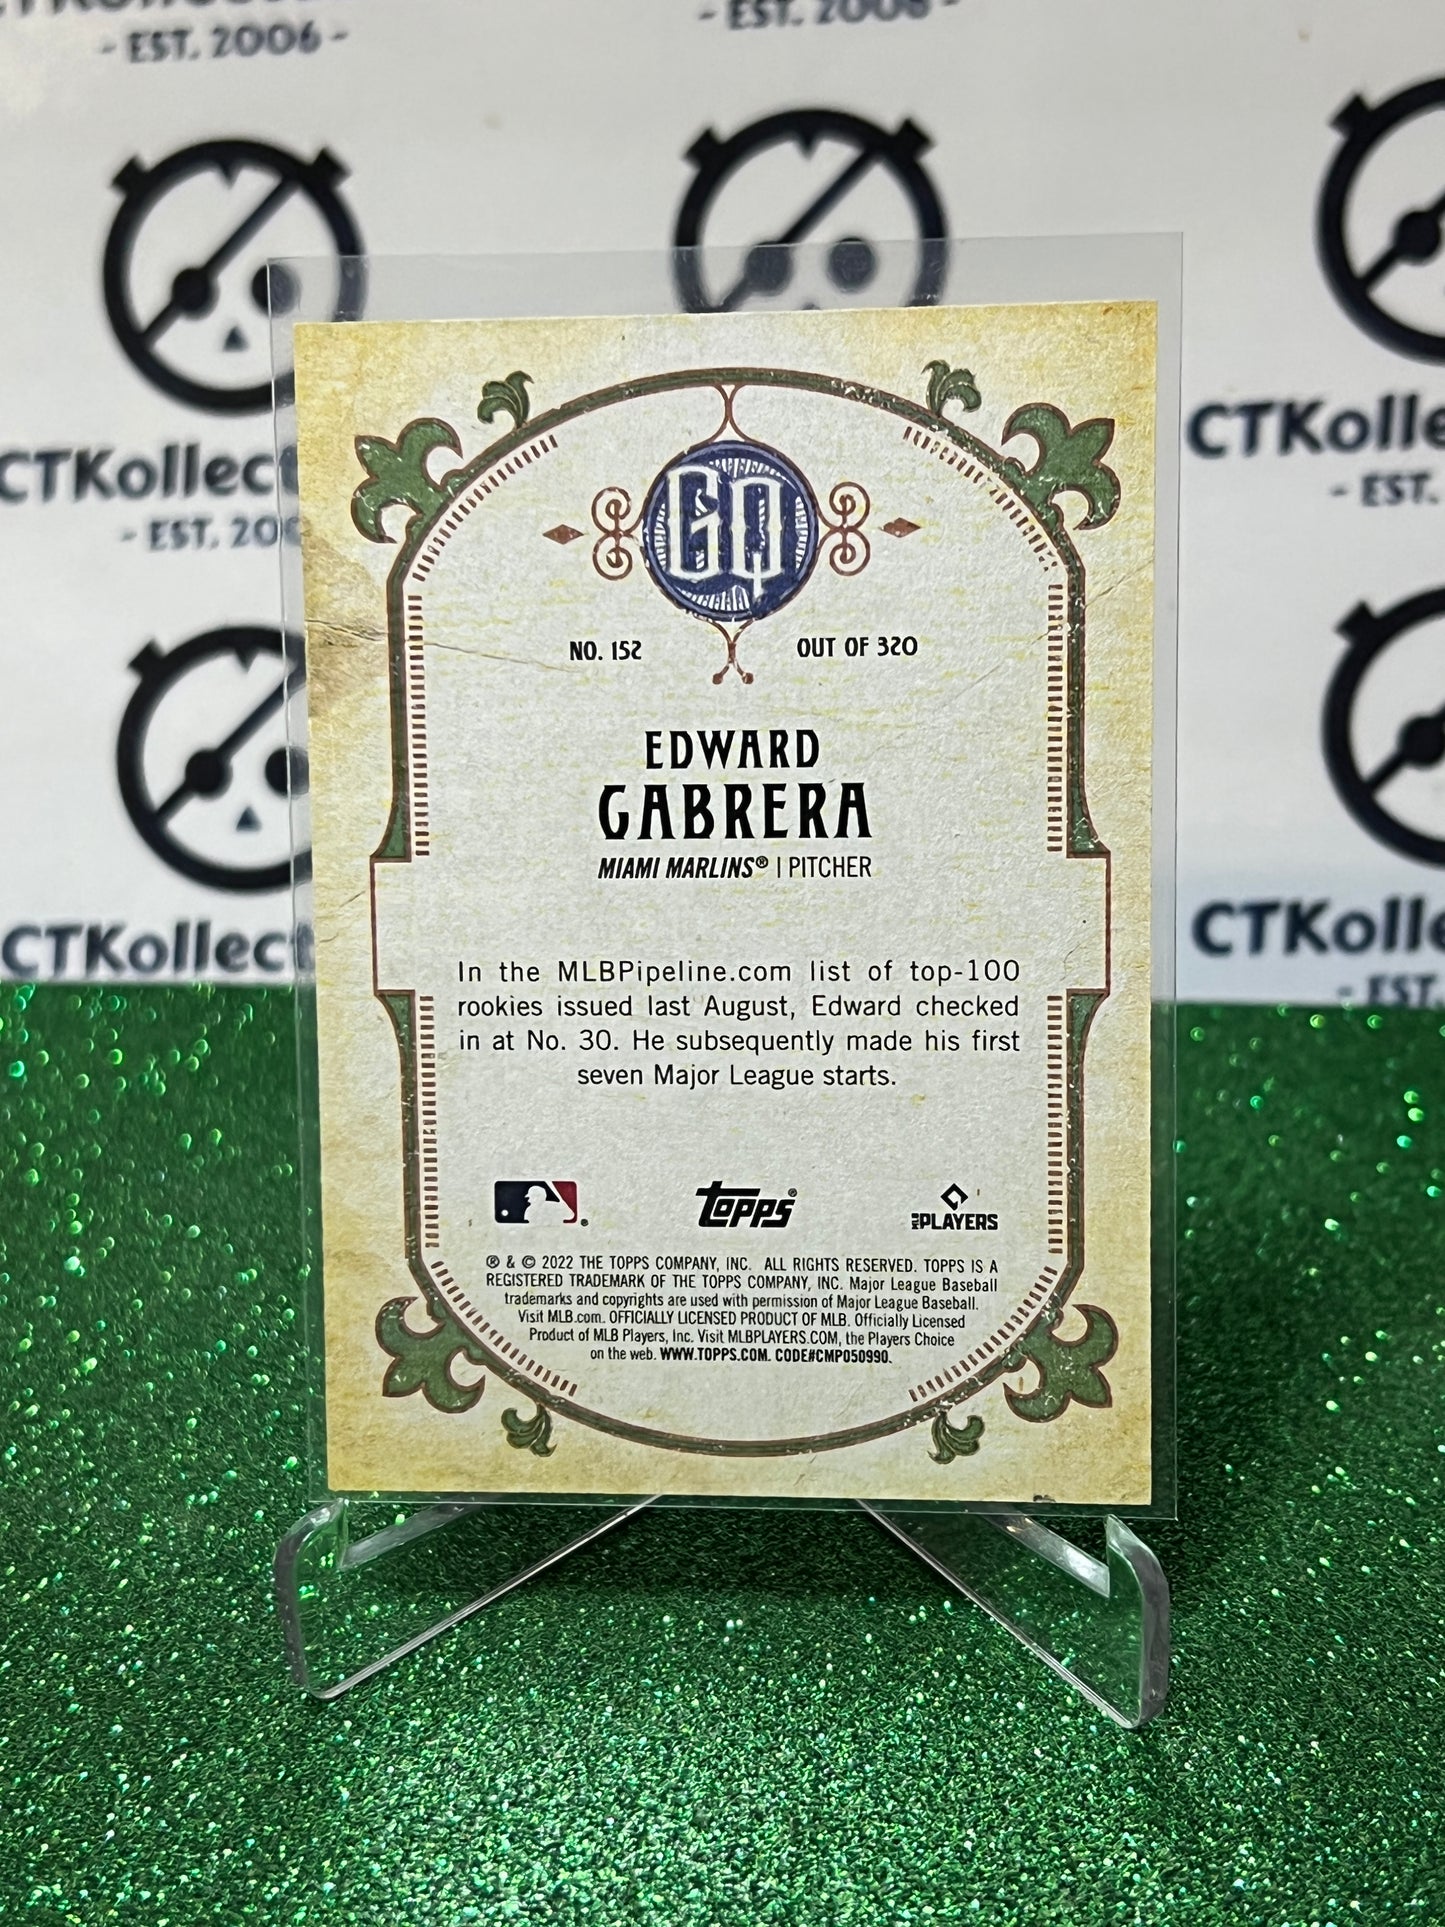 - EST. 2006 -
- EST. 2006 -
CTKollect
- EST. 200
CTKolle
- EST.
CTKollect
CTKolle
- EST.
GQ
NO. 152 OUT OF 320
EDWARD
CABRERA
MIAMI MARLINS® | PITCHER
In the MLBPipeline.com list of top-100
rookies issued last August, Edward checked
in at No. 30. He subsequently made his first
seven Major League starts.
Topps®
MLB PLAYERS
® & © 2022 THE TOPPS COMPANY, INC. ALL RIGHTS RESERVED. TOPPS IS A
REGISTERED TRADEMARK OF THE TOPPS COMPANY, INC. Major League Baseball
trademarks and copyrights are used with permission of Major League Baseball.
Visit MLB.com. OFFICIALLY LICENSED PRODUCT OF MLB. Officially Licensed
Product of MLB Players, Inc. Visit MLBPLAYERS.COM, the Players Choice
on the web. WWW.TOPPS.COM. CODE#CMP050990.